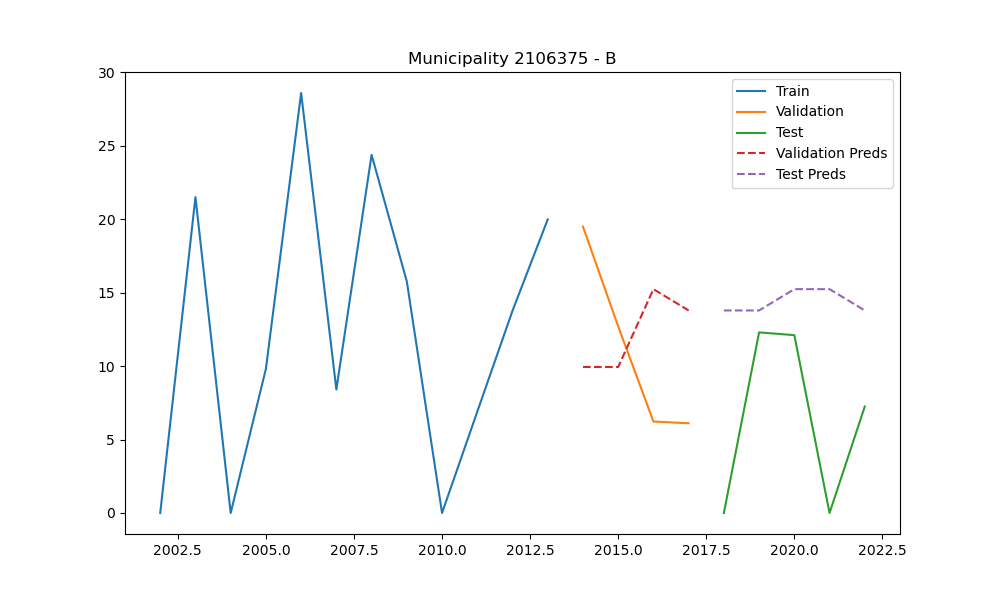 Municipality 2106375 - B
30
25
20
15
10
5
0
2002.5 2005.0 2007.5 2010.0 2012.5 2015.0 2017.5 2020.0 2022.5
Train
Validation
Test
Validation Preds
Test Preds